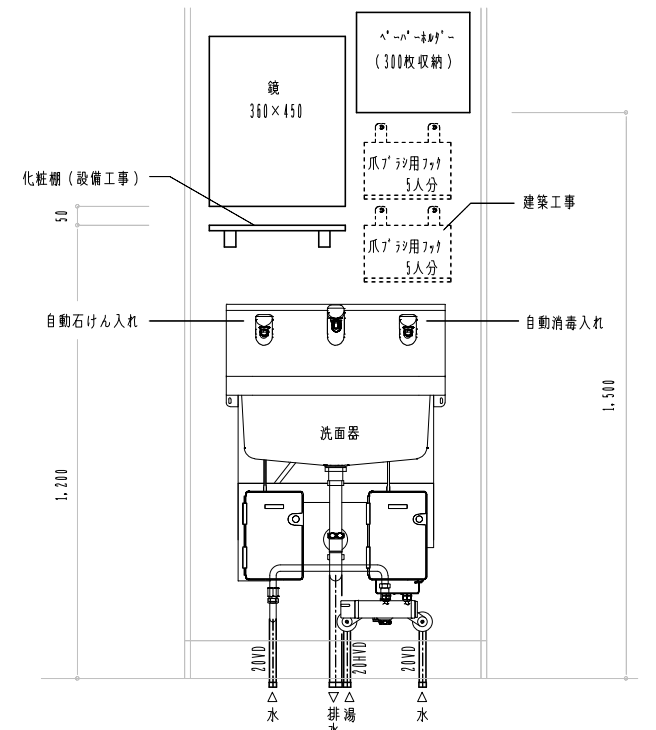 ペーパーホルダー
(300枚収納)
鏡
360×450
爪ブラシ用フック
5人分
化粧棚(設備工事)
建築工事
50
爪ブラシ用フック
5人分
自動石けん入れ
自動消毒入れ
1,500
洗面器
1,200
20VD
20HVD
20VD
水
排水
湯
水